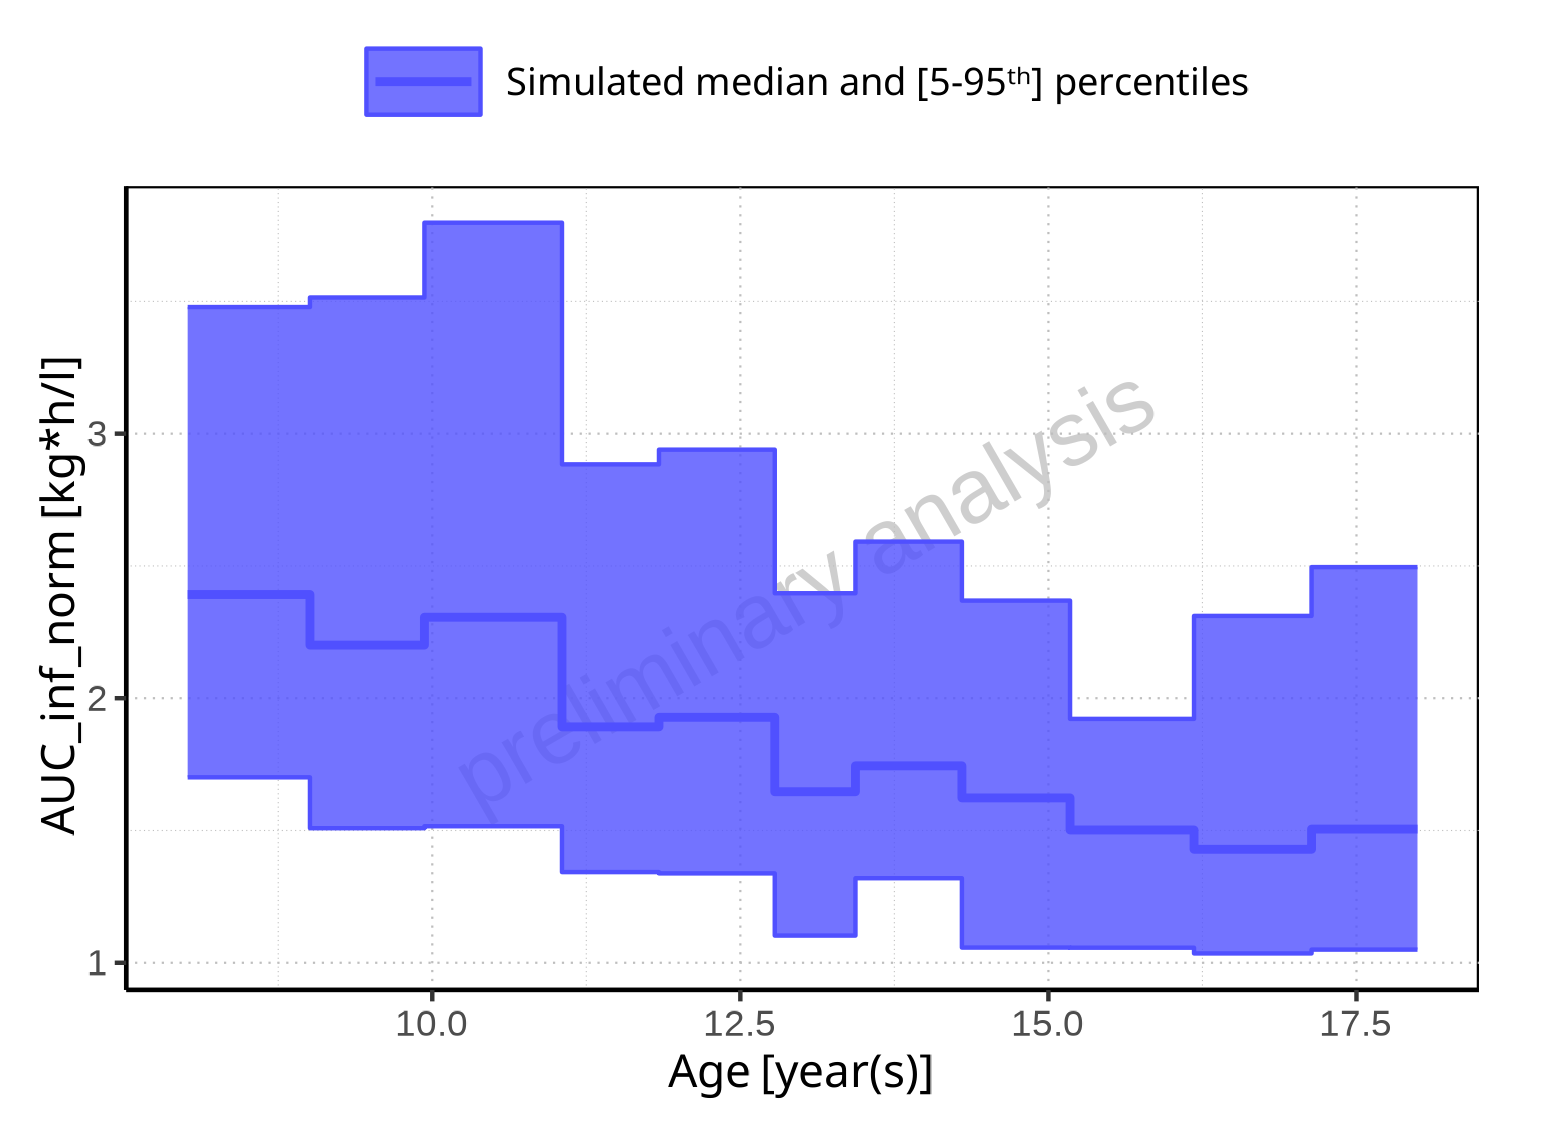 Simulated median and [5-95ᵗʰ] percentiles
AUC_inf_norm [kg*h/l]
3
2
1
preliminary analysis
10.0 12.5 15.0 17.5
Age [year(s)]